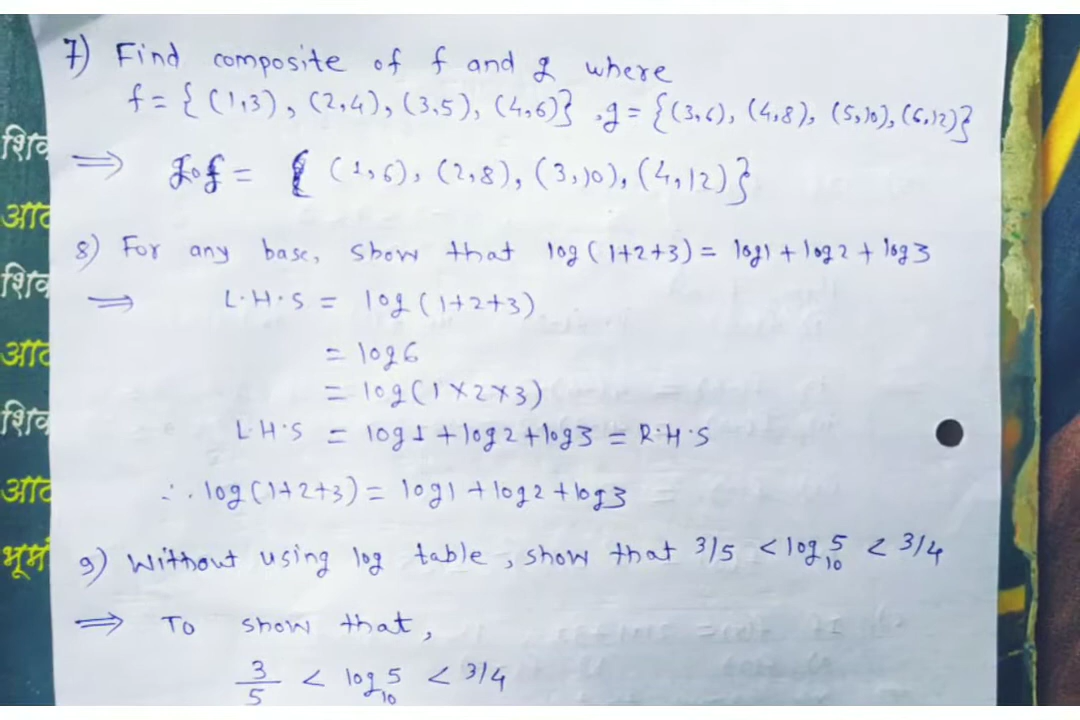 7) Find composite of f and g where
f = { (1,3), (2,4), (3,5), (4,6)} , g = {(3,6), (4,8), (5,10), (6,12)}
⇒ gof = { (1,6), (2,8), (3,10), (4,12)}
8) For any base, show that log (1+2+3) = log1 + log2 + log3
⇒ L.H.S = log (1+2+3)
= log6
= log(1×2×3)
L.H.S = log1 + log2 + log3 = R.H.S
∴ log(1+2+3) = log1 + log2 + log3
9) Without using log table, show that 3/5 < log₁₀5 < 3/4
⇒ To show that,
3/5 < log₁₀5 < 3/4
शिव
आठ
शिव
आठ
शिव
आठ